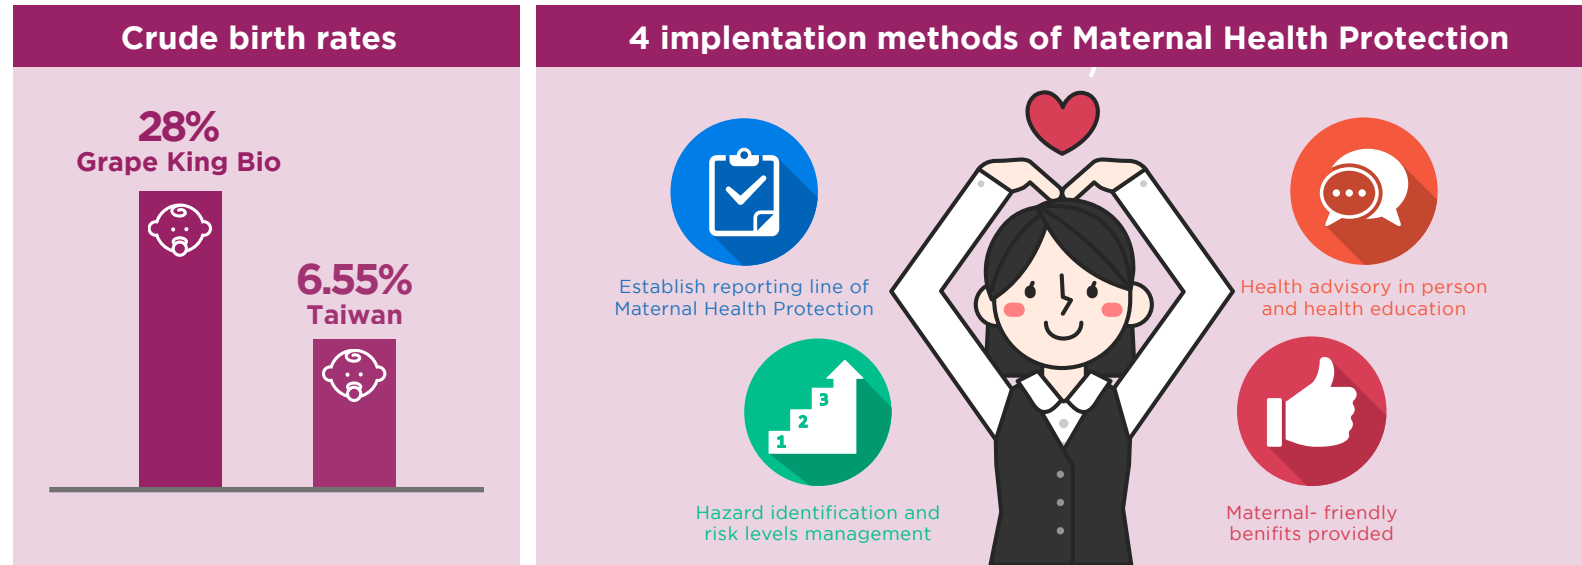 Crude birth rates
28%
Grape King Bio
6.55%
Taiwan
4 implentation methods of Maternal Health Protection
Establish reporting line of
Maternal Health Protection
Health advisory in person
and health education
1
2
3
Hazard identification and
risk levels management
Maternal- friendly
benifits provided